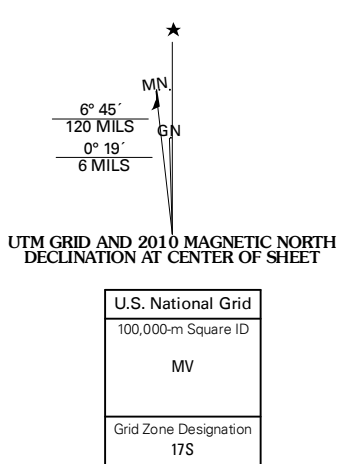 ★
MN.
6° 45´
120 MILS
GN
0° 19´
6 MILS
UTM GRID AND 2010 MAGNETIC NORTH
DECLINATION AT CENTER OF SHEET
U.S. National Grid
100,000-m Square ID
MV
Grid Zone Designation
17S